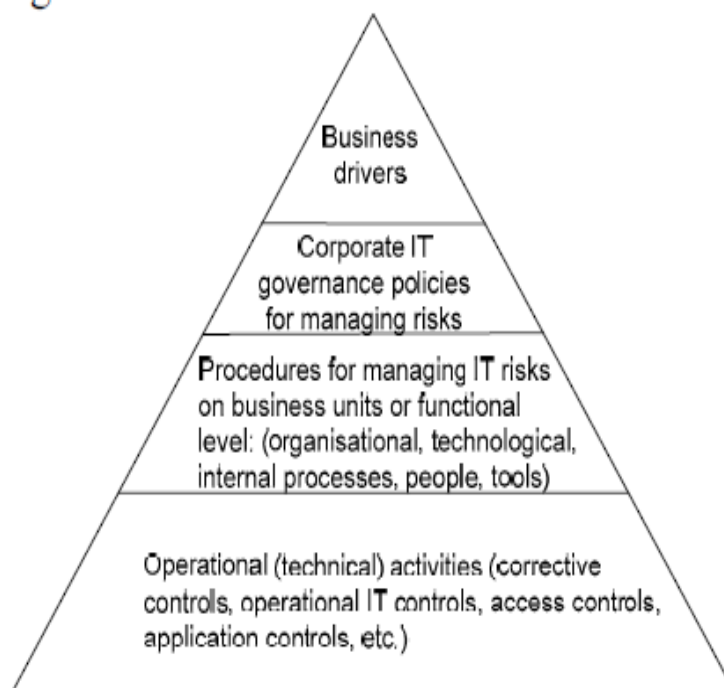 Business
drivers
Corporate IT
governance policies
for managing risks
Procedures for managing IT risks
on business units or functional
level: (organisational, technological,
internal processes, people, tools)
Operational (technical) activities (corrective
controls, operational IT controls, access controls,
application controls, etc.)